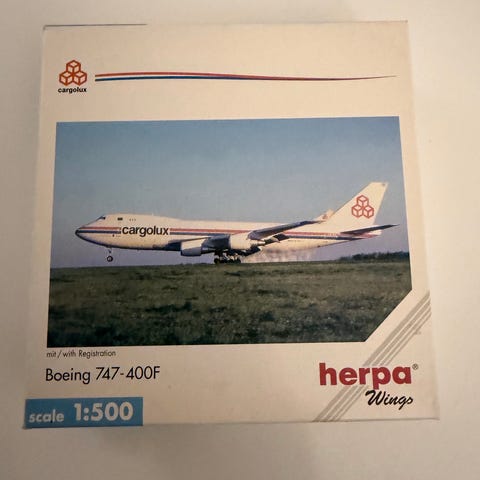 cargolux
cargolux
mit/with Registration
Boeing 747-400F
herpa®
Wings
scale 1:500